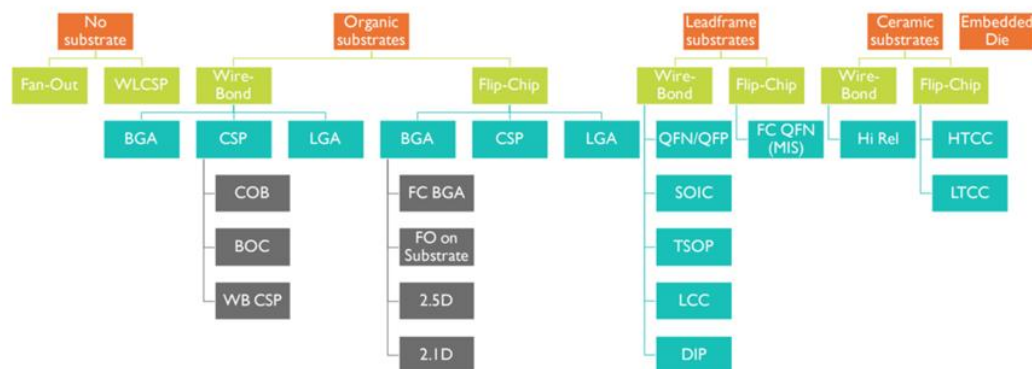 No
substrate
Organic
substrates
Leadframe
substrates
Ceramic
substrates
Embedded
Die
Fan-Out
WLCSP
Wire-
Bond
Flip-Chip
Wire-
Bond
Flip-Chip
Wire-
Bond
Flip-Chip
BGA
CSP
LGA
BGA
CSP
LGA
QFN/QFP
FC QFN
(MIS)
Hi Rel
HTCC
COB
FC BGA
SOIC
LTCC
BOC
FO on
Substrate
TSOP
WB CSP
2.5D
LCC
2.1D
DIP